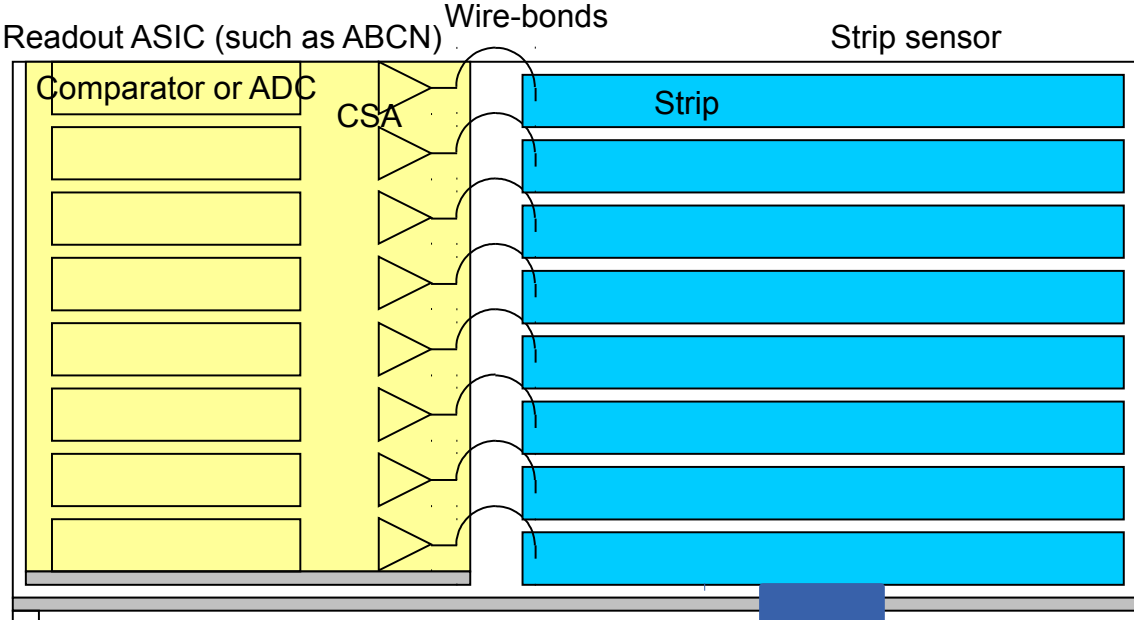 Wire-bonds
Readout ASIC (such as ABCN)
Strip sensor
Comparator or ADC
CSA
Strip